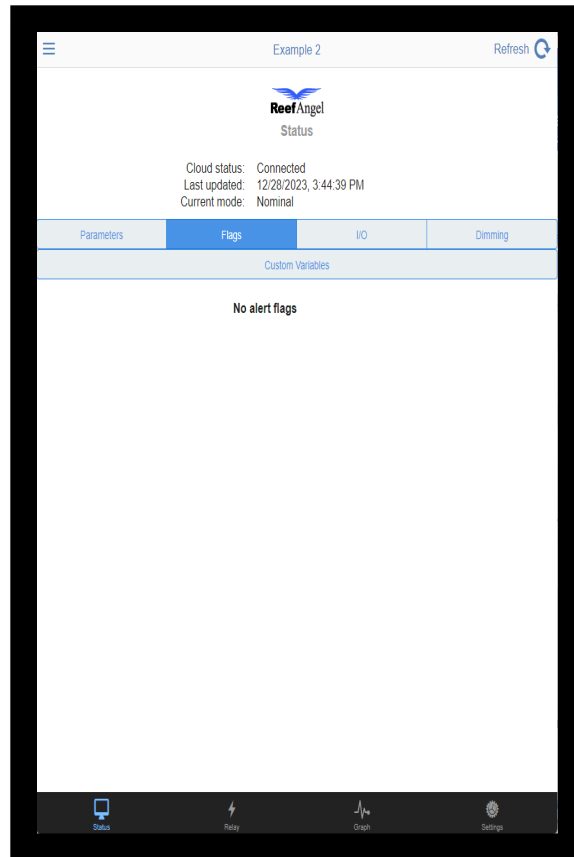 Example 2
Refresh
ReefAngel
Status
Cloud status: Connected
Last updated: 12/28/2023, 3:44:39 PM
Current mode: Nominal
Parameters Flags I/O Dimming
Custom Variables
No alert flags
Status Relay Graph Settings